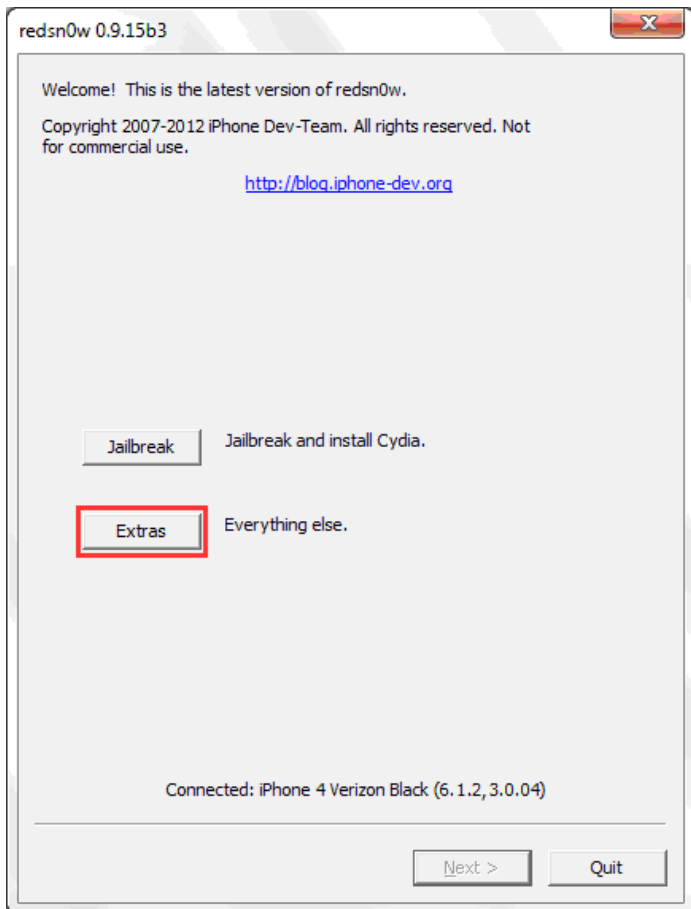 redsn0w 0.9.15b3
Welcome! This is the latest version of redsn0w.
Copyright 2007-2012 iPhone Dev-Team. All rights reserved. Not
for commercial use.
http://blog.iphone-dev.org
Jailbreak
Jailbreak and install Cydia.
Extras
Everything else.
Connected: iPhone 4 Verizon Black (6.1.2,3.0.04)
Next >
Quit